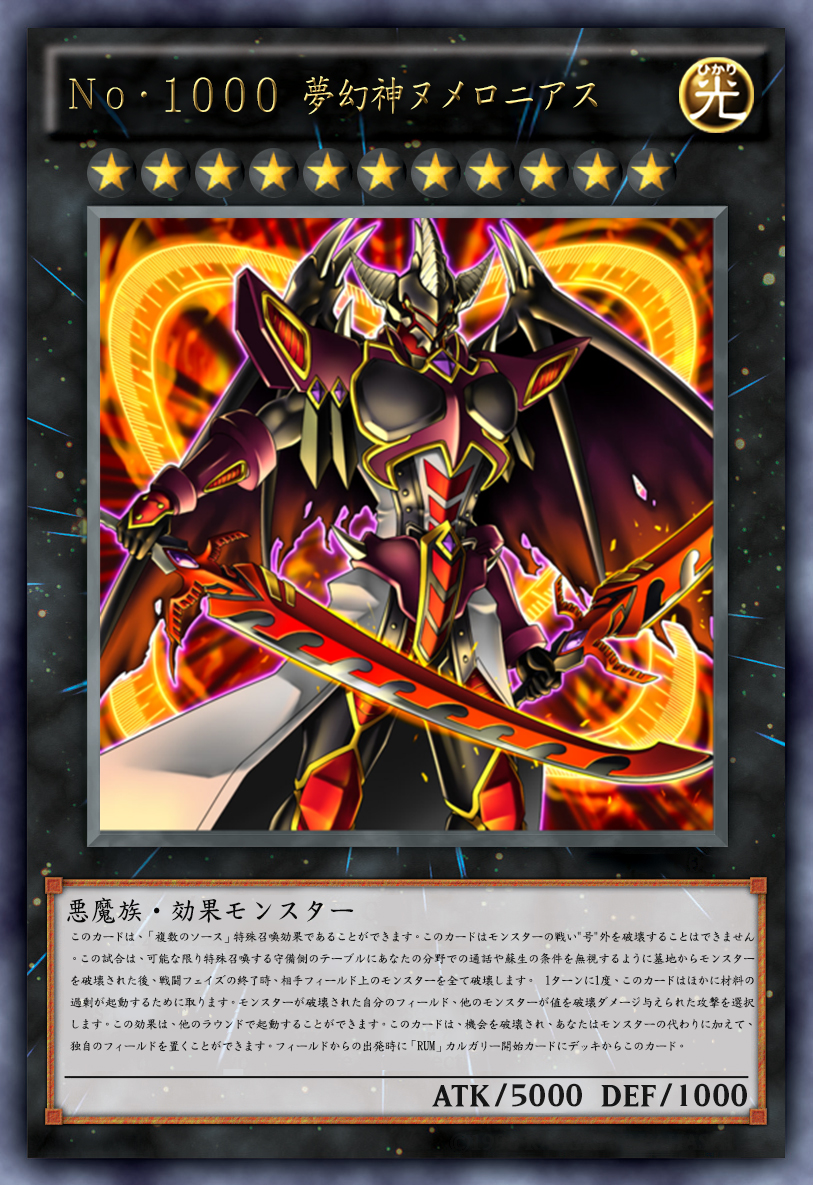 No・1000 夢幻神ヌメロニアス
ひかり
光
悪魔族・効果モンスター
このカードは、「複数のソース」特殊召喚効果であることができます。このカードはモンスターの戦い"号"外を破壊することはできません
。この試合は、可能な限り特殊召喚する守備側のテーブルにあなたの分野での通話や蘇生の条件を無視するように墓地からモンスター
を破壊された後、戦闘フェイズの終了時、相手フィールド上のモンスターを全て破壊します。 1ターンに1度、このカードはほかに材料の
過剰が起動するために取ります。モンスターが破壊された自分のフィールド、他のモンスターが値を破壊ダメージ与えられた攻撃を選択
します。この効果は、他のラウンドで起動することができます。このカードは、機会を破壊され、あなたはモンスターの代わりに加えて、
独自のフィールドを置くことができます。フィールドからの出発時に「RUM」カルガリー開始カードにデッキからこのカード。
ATK/5000 DEF/1000